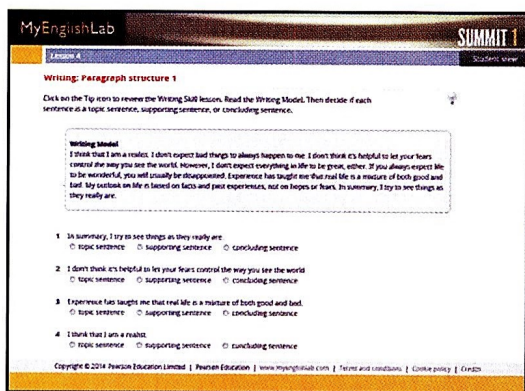 MyEnglishLab
SUMMIT 1
Lesson 4
Student view
Writing: Paragraph structure 1
Click on the Tip icon to review the Writing Skill lesson. Read the Writing Model. Then decide if each
sentence is a topic sentence, supporting sentence, or concluding sentence.
Writing Model
I think that I am a realist. I don't expect bad things to always happen to me. I don't think it's helpful to let your fears
control the way you see the world. However, I don't expect everything in life to be great, either. If you always expect life
to be wonderful, you will usually be disappointed. Experience has taught me that real life is a mixture of both good and
bad. My outlook on life is based on facts and past experiences, not on hopes or fears. In summary, I try to see things as
they really are.
1 In summary, I try to see things as they really are
topic sentence supporting sentence concluding sentence
2 I don't think it's helpful to let your fears control the way you see the world
topic sentence supporting sentence concluding sentence
3 Experience has taught me that real life is a mixture of both good and bad.
topic sentence supporting sentence concluding sentence
4 I think that I am a realist
topic sentence supporting sentence concluding sentence
Copyright © 2014 Pearson Education Limited | Pearson Education | www.myenglishlab.com | Terms and conditions | Cookie policy | Credits